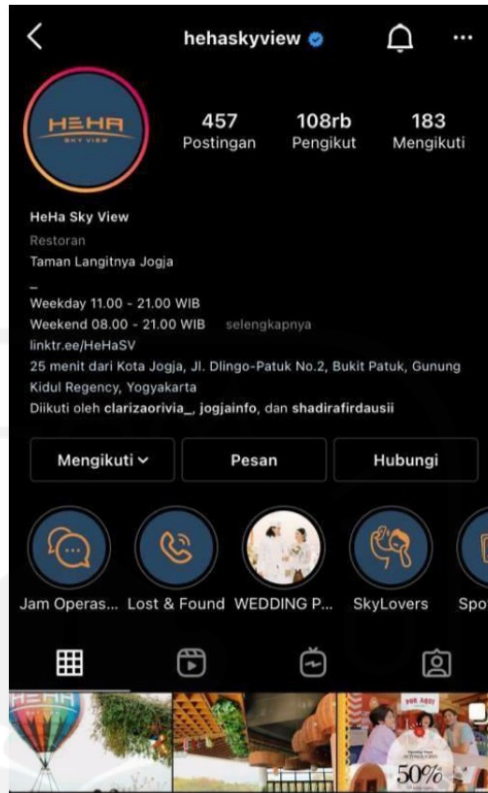 hehaskyview
HEHA
SKY VIEW
457 108rb 183
Postingan Pengikut Mengikuti
HeHa Sky View
Restoran
Taman Langitnya Jogja
_
Weekday 11.00 - 21.00 WIB
Weekend 08.00 - 21.00 WIB selengkapnya
linktr.ee/HeHaSV
25 menit dari Kota Jogja, Jl. Dlingo-Patuk No.2, Bukit Patuk, Gunung
Kidul Regency, Yogyakarta
Diikuti oleh clarizaorivia_, jogjainfo, dan shadirafirdausii
Mengikuti Pesan Hubungi
Jam Operas... Lost & Found WEDDING P... SkyLovers Spo
HEHA
POR AQUI
50%